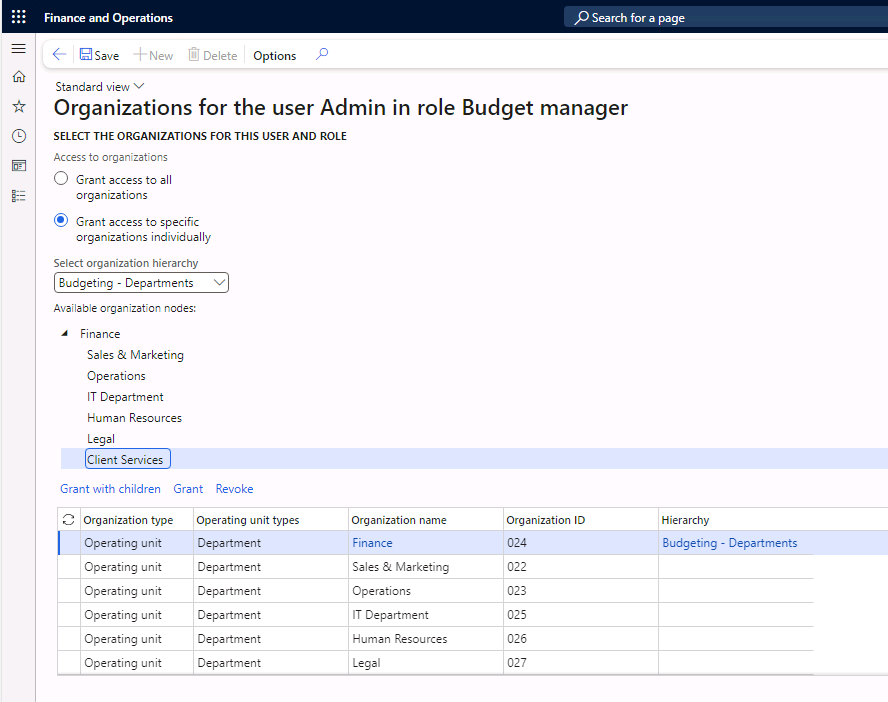 Finance and Operations
Search for a page
Save
New
Delete
Options
Standard view
Organizations for the user Admin in role Budget manager
SELECT THE ORGANIZATIONS FOR THIS USER AND ROLE
Access to organizations
Grant access to all
organizations
Grant access to specific
organizations individually
Select organization hierarchy
Budgeting - Departments
Available organization nodes:
Finance
Sales & Marketing
Operations
IT Department
Human Resources
Legal
Client Services
Grant with children Grant Revoke
Organization type Operating unit types Organization name Organization ID Hierarchy
Operating unit Department Finance 024 Budgeting - Departments
Operating unit Department Sales & Marketing 022
Operating unit Department Operations 023
Operating unit Department IT Department 025
Operating unit Department Human Resources 026
Operating unit Department Legal 027